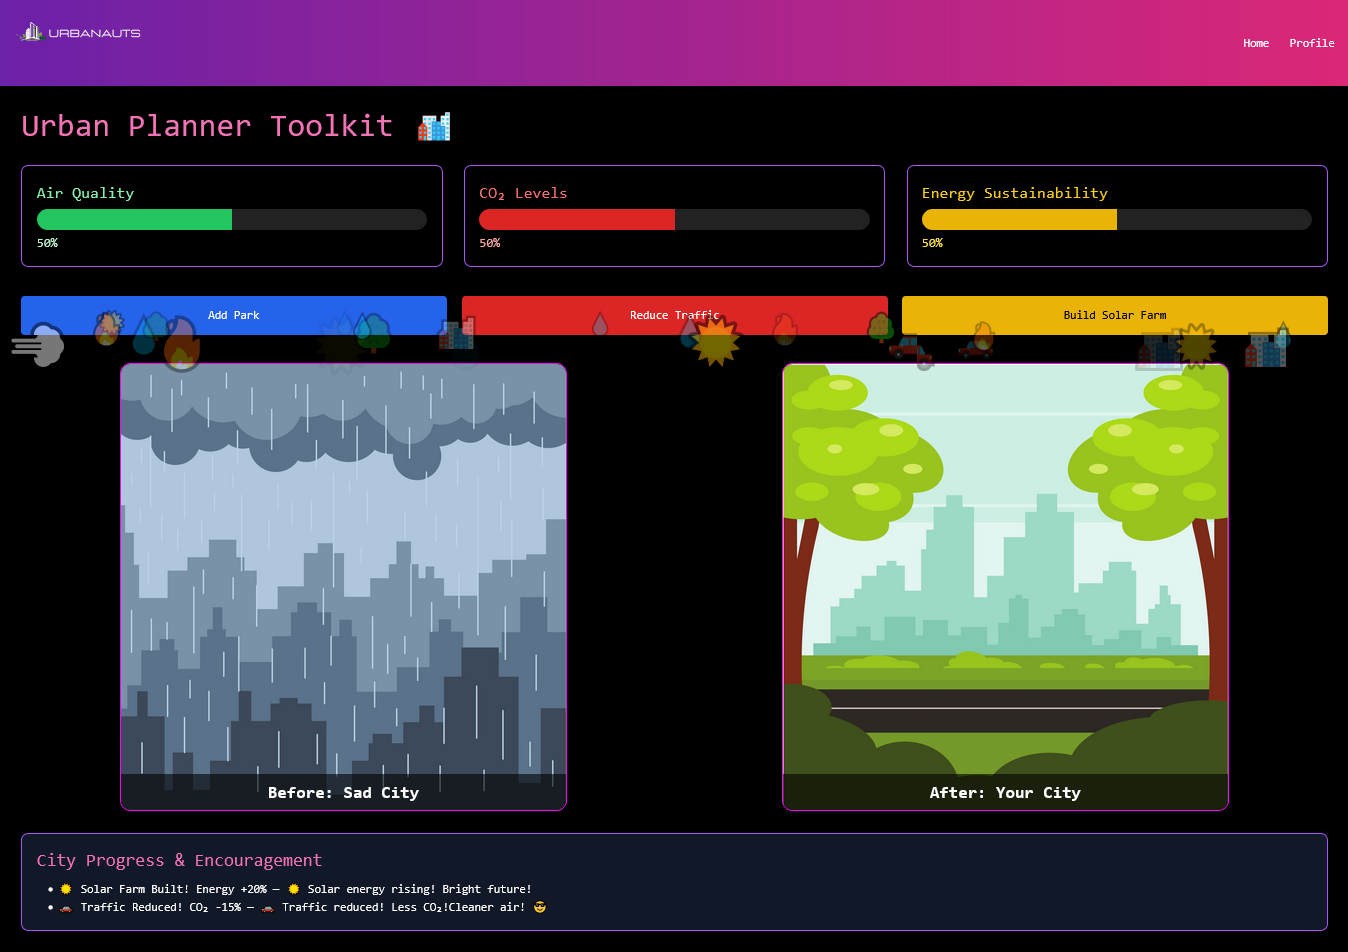 URBANAUTS
Home Profile
Urban Planner Toolkit 🏙️
Air Quality
50%
CO₂ Levels
50%
Energy Sustainability
50%
Add Park
Reduce Traffic
Build Solar Farm
Before: Sad City
After: Your City
City Progress & Encouragement
• ☀️ Solar Farm Built! Energy +20% — ☀️ Solar energy rising! Bright future!
• 🚗 Traffic Reduced! CO₂ -15% — 🚗 Traffic reduced! Less CO₂!Cleaner air! 😎